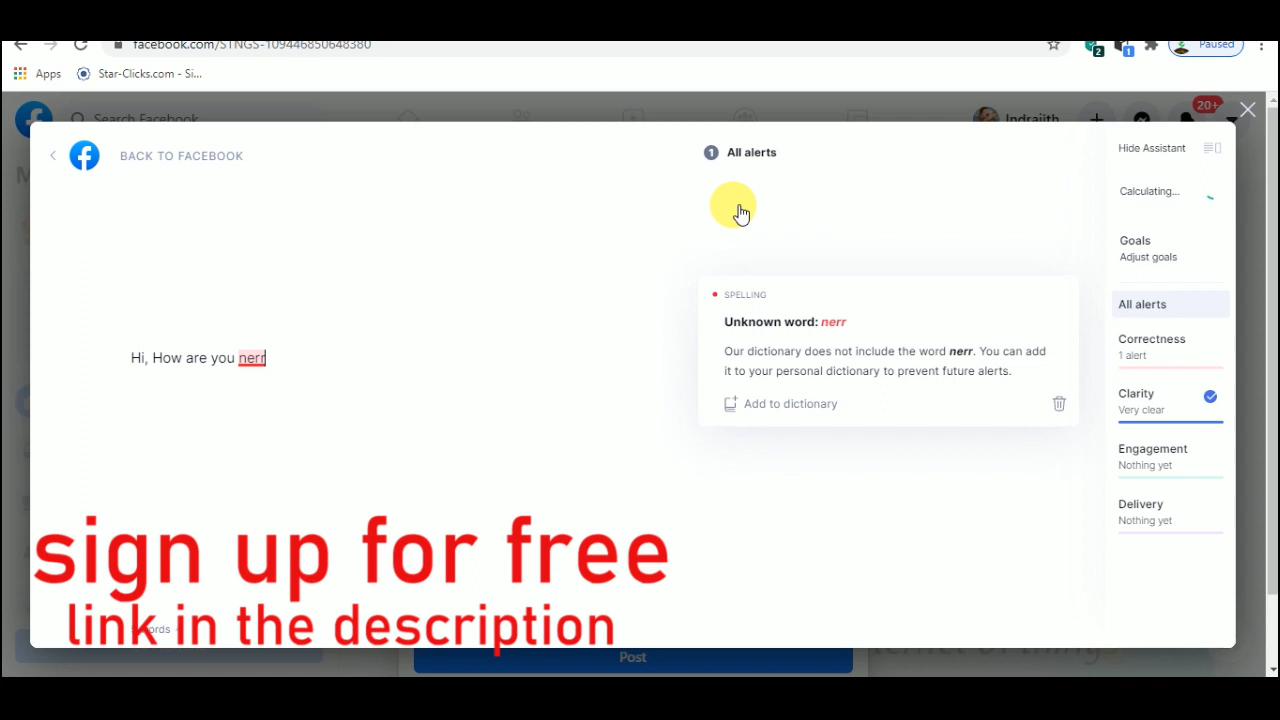 facebook.com/STNGS-109446850648380
2
1
Paused
Apps
Star-Clicks.com - Si...
Search Facebook
Indrajith
20+
BACK TO FACEBOOK
1 All alerts
Hide Assistant
Calculating...
Goals
Adjust goals
SPELLING
Unknown word: nerr
Our dictionary does not include the word nerr. You can add
it to your personal dictionary to prevent future alerts.
Add to dictionary
All alerts
Correctness
1 alert
Clarity
Very clear
Engagement
Nothing yet
Delivery
Nothing yet
Hi, How are you nerr
sign up for free
link in the description
Post